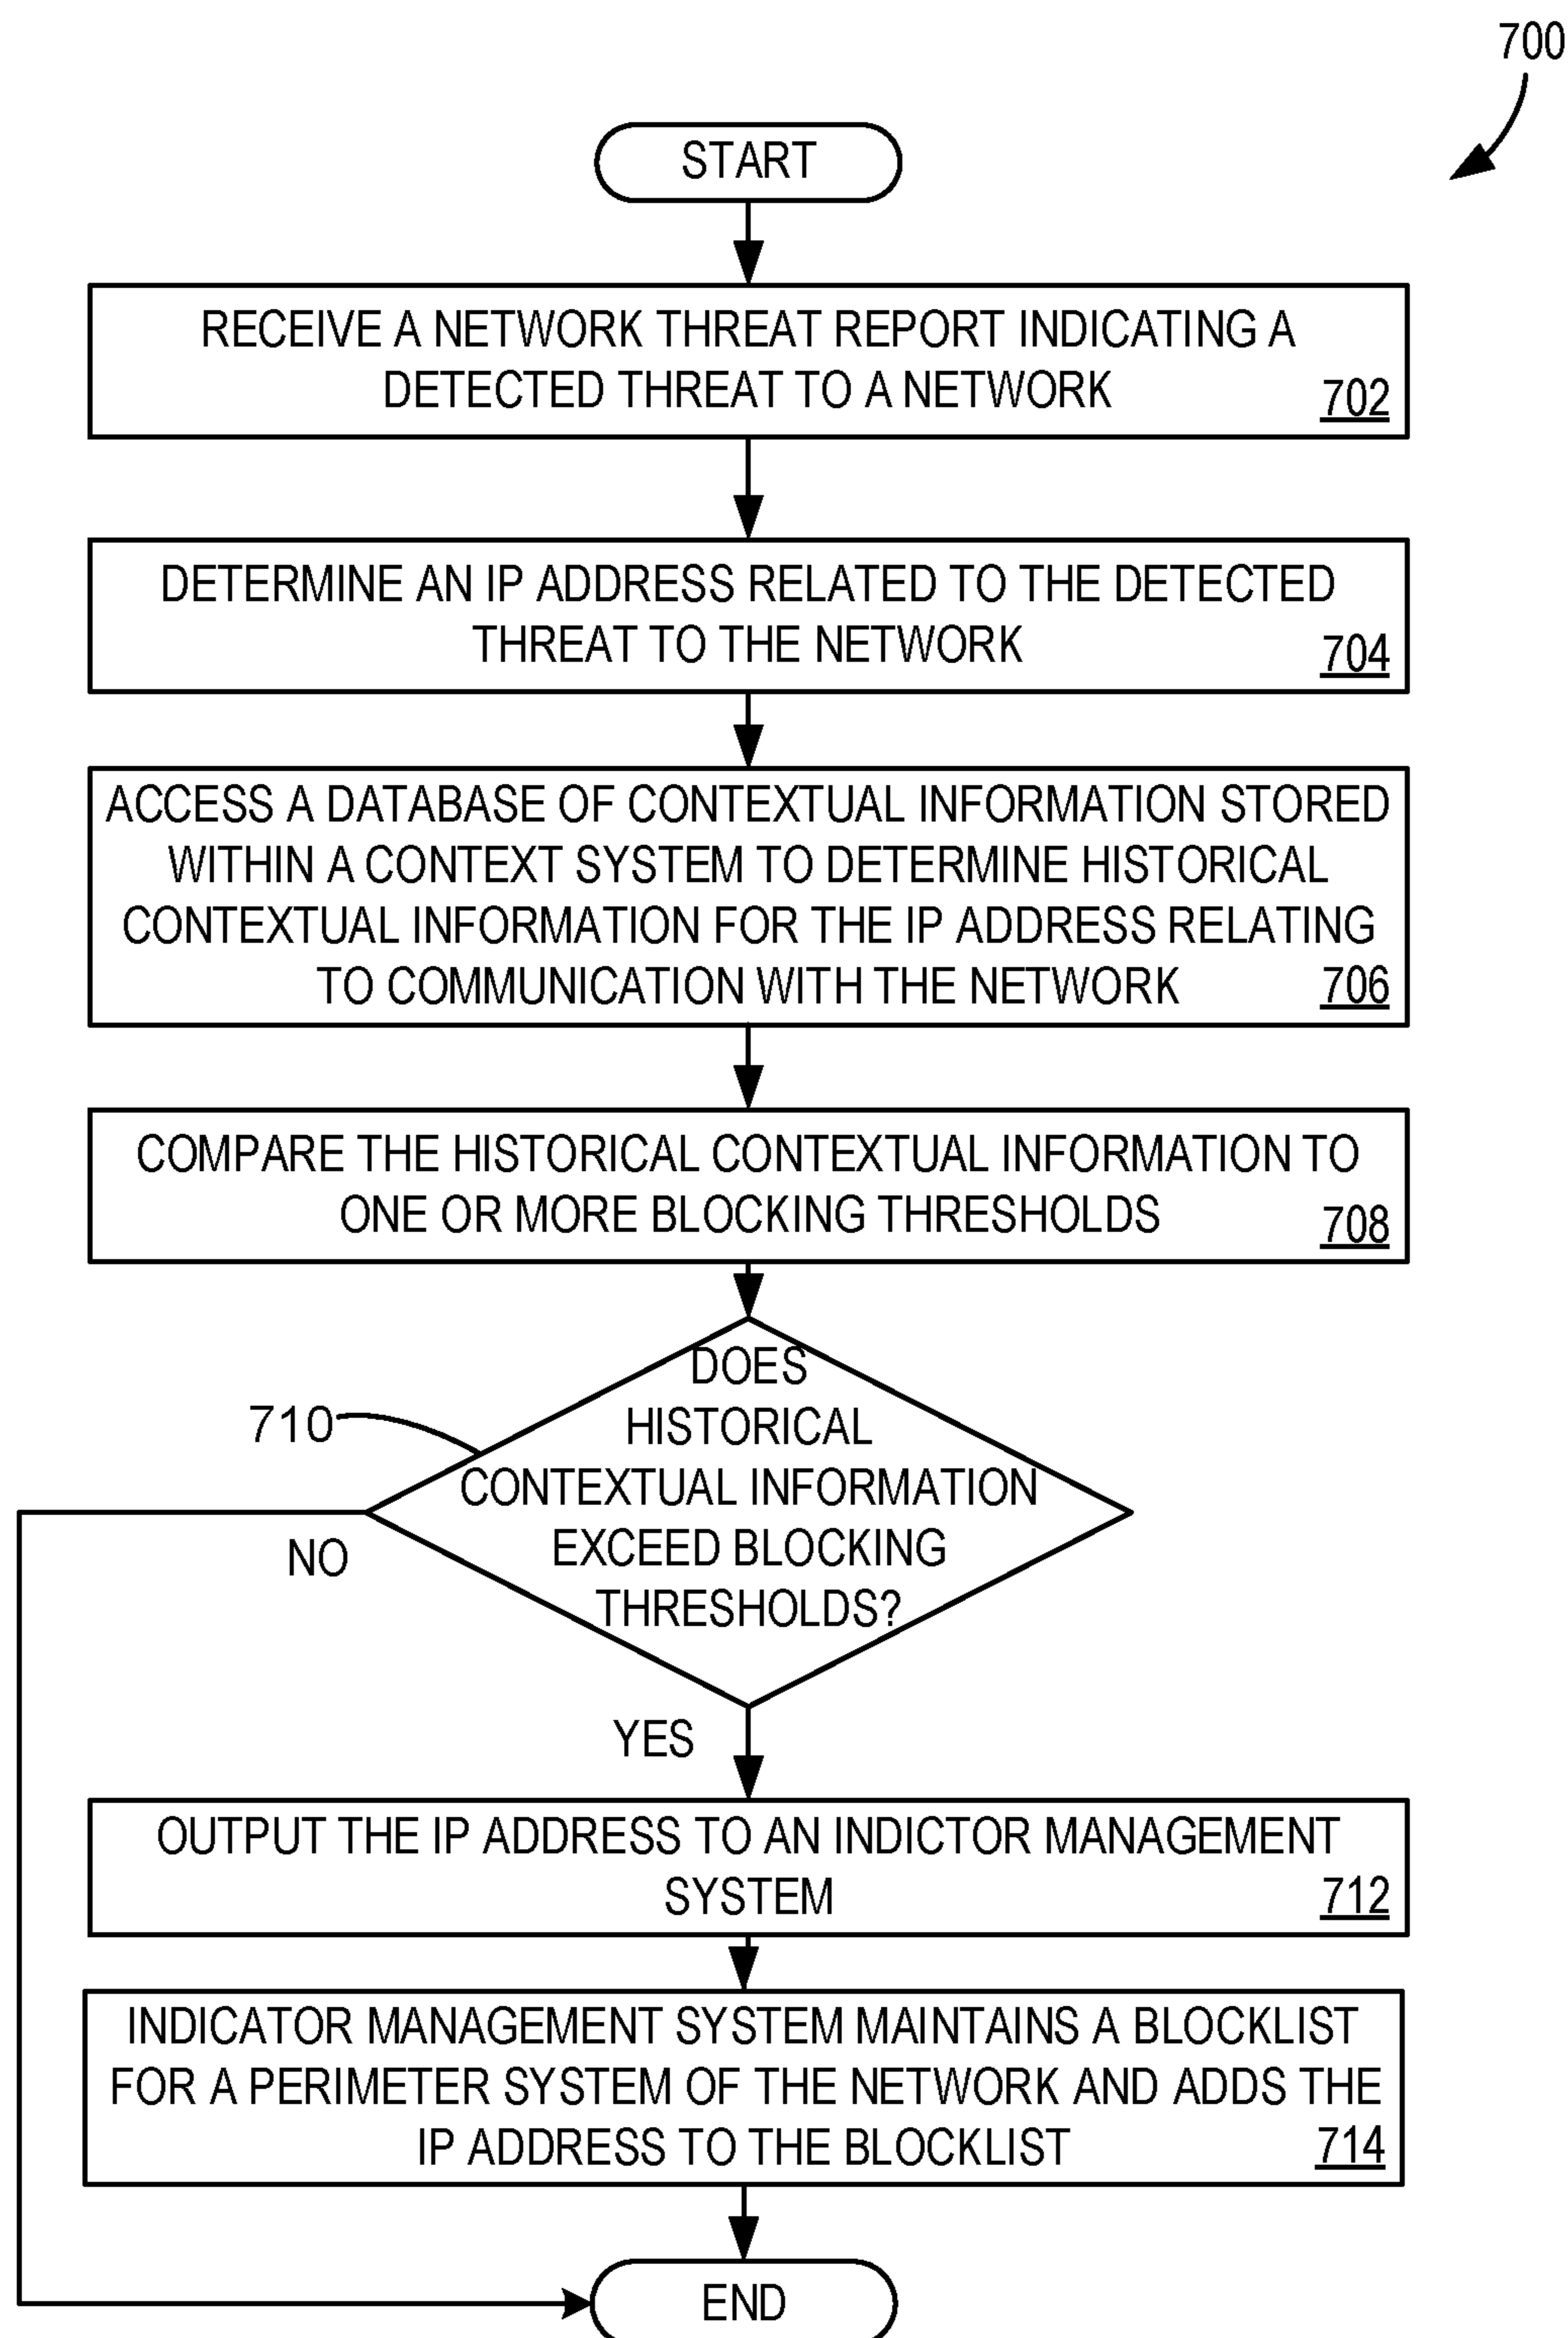 700
START
RECEIVE A NETWORK THREAT REPORT INDICATING A
DETECTED THREAT TO A NETWORK
702
DETERMINE AN IP ADDRESS RELATED TO THE DETECTED
THREAT TO THE NETWORK
704
ACCESS A DATABASE OF CONTEXTUAL INFORMATION STORED
WITHIN A CONTEXT SYSTEM TO DETERMINE HISTORICAL
CONTEXTUAL INFORMATION FOR THE IP ADDRESS RELATING
TO COMMUNICATION WITH THE NETWORK
706
COMPARE THE HISTORICAL CONTEXTUAL INFORMATION TO
ONE OR MORE BLOCKING THRESHOLDS
708
710
DOES
HISTORICAL
CONTEXTUAL INFORMATION
EXCEED BLOCKING
THRESHOLDS?
NO
YES
OUTPUT THE IP ADDRESS TO AN INDICTOR MANAGEMENT
SYSTEM
712
INDICATOR MANAGEMENT SYSTEM MAINTAINS A BLOCKLIST
FOR A PERIMETER SYSTEM OF THE NETWORK AND ADDS THE
IP ADDRESS TO THE BLOCKLIST
714
END